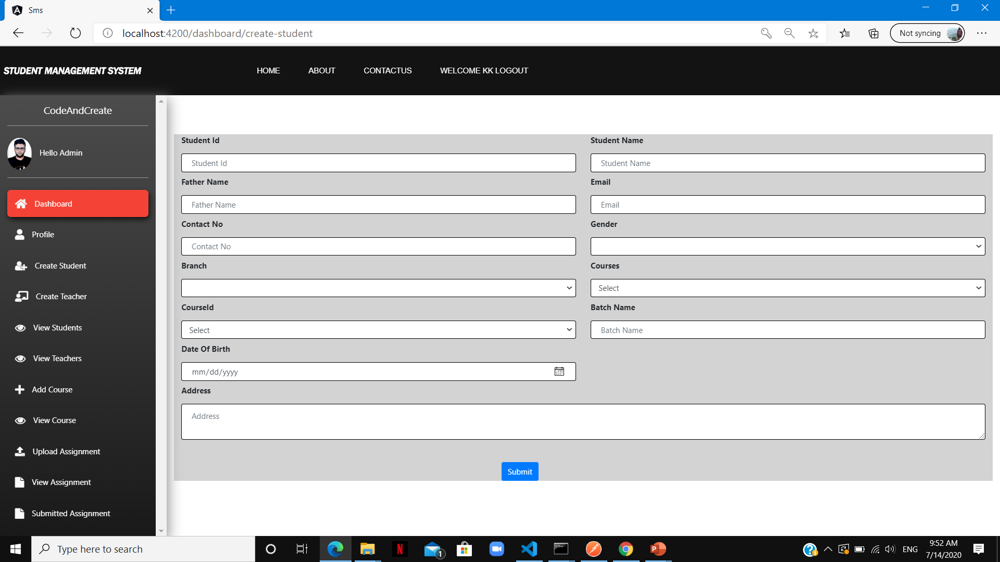 Sms
localhost:4200/dashboard/create-student
Not syncing
STUDENT MANAGEMENT SYSTEM
HOME
ABOUT
CONTACTUS
WELCOME KK LOGOUT
CodeAndCreate
Hello Admin
Dashboard
Profile
Create Student
Create Teacher
View Students
View Teachers
Add Course
View Course
Upload Assignment
View Assignment
Submitted Assignment
Student Id
Student Name
Student Id
Student Name
Father Name
Email
Father Name
Email
Contact No
Gender
Contact No
Branch
Courses
Select
CourseId
Batch Name
Select
Batch Name
Date Of Birth
mm/dd/yyyy
Address
Address
Submit
Type here to search
N
1
P
ENG
9:52 AM
7/14/2020